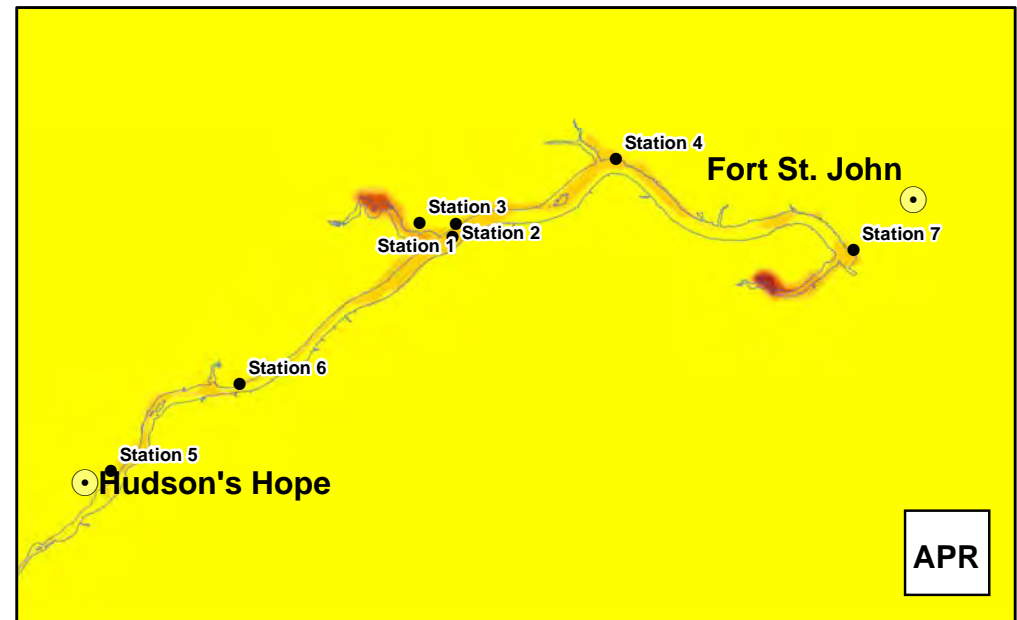 Station 4
Fort St. John
Station 3
Station 1
Station 2
Station 7
Station 6
Station 5
Hudson's Hope
APR